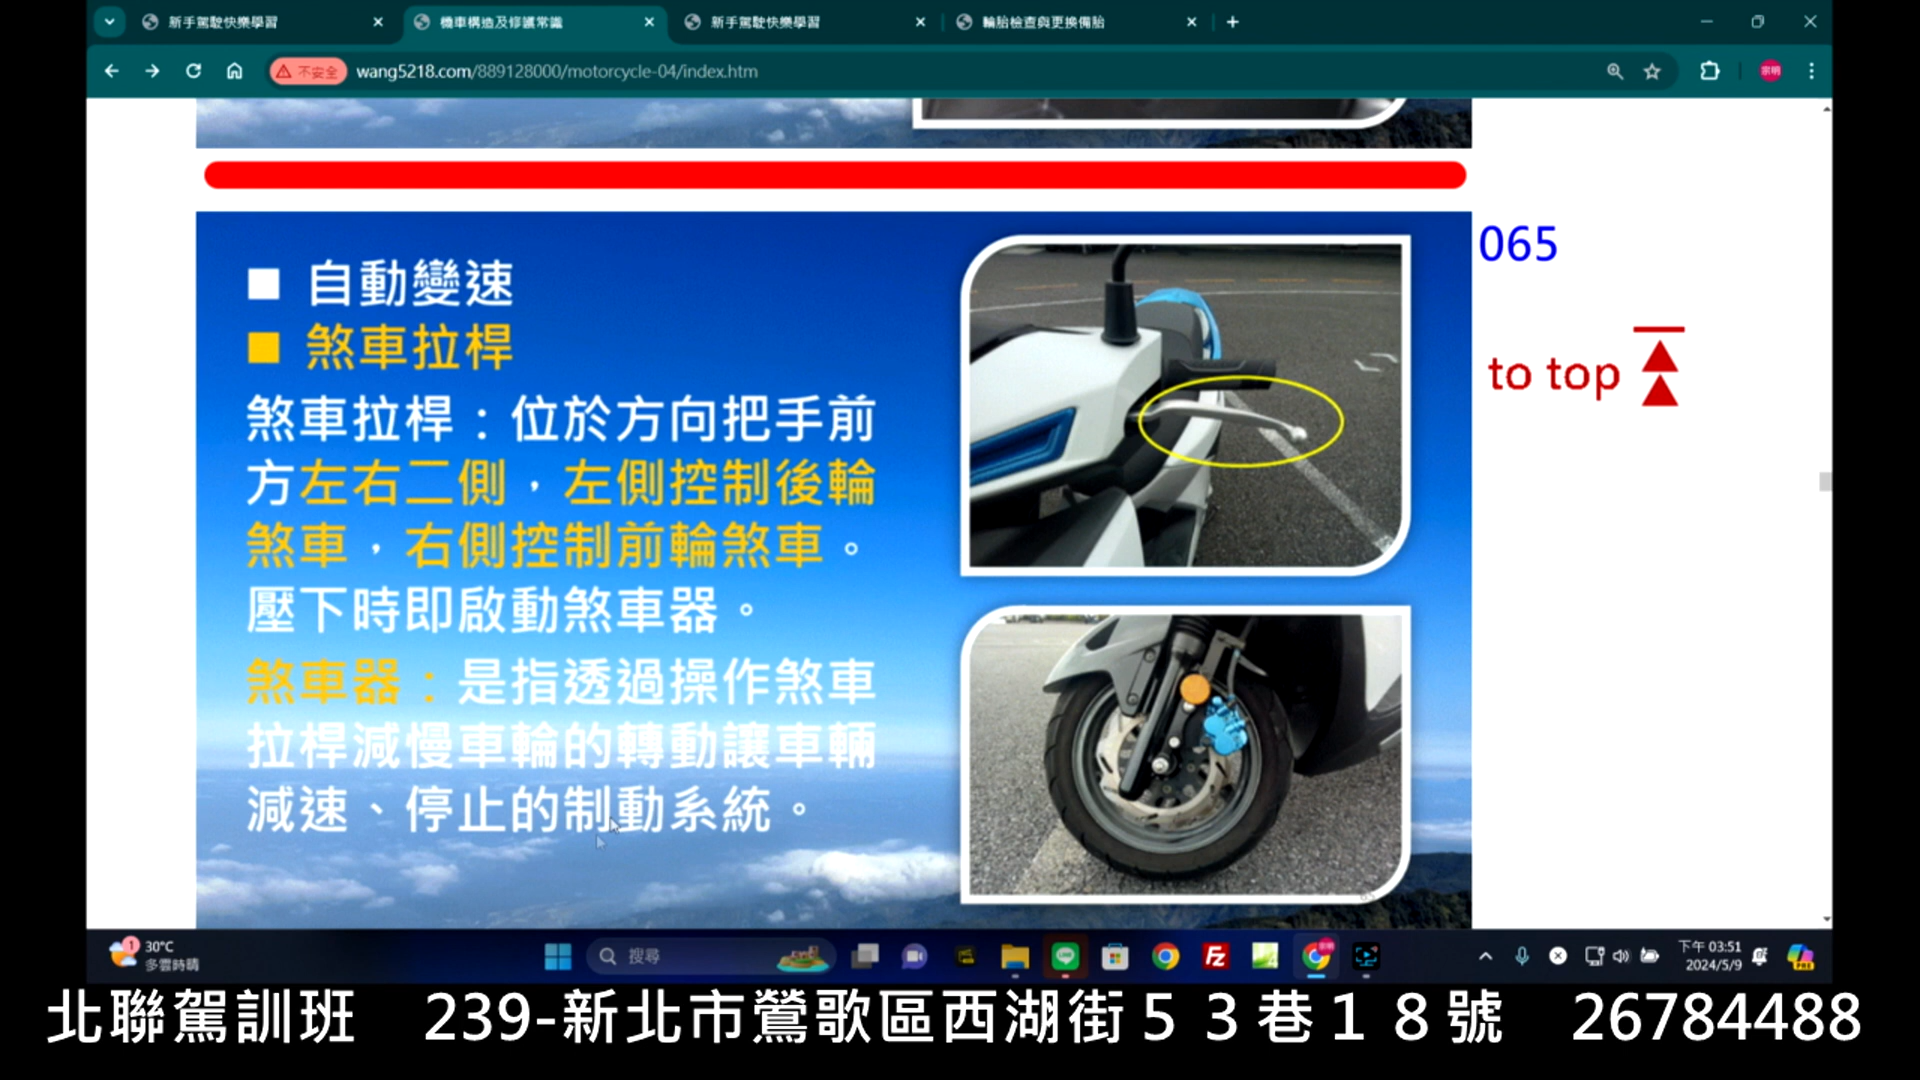 新手駕駛快樂學習
機車構造及修護常識
新手駕駛快樂學習
輪胎檢查與更換備胎
不安全
wang5218.com/889128000/motorcycle-04/index.htm
宗明
■ 自動變速
■ 煞車拉桿
煞車拉桿：位於方向把手前
方左右二側，左側控制後輪
煞車，右側控制前輪煞車。
壓下時即啟動煞車器。
煞車器：是指透過操作煞車
拉桿減慢車輪的轉動讓車輛
減速、停止的制動系統。
065
to top
65
1
30°C
多雲時晴
搜尋
下午 03:51
2024/5/9
北聯駕訓班 239-新北市鶯歌區西湖街５３巷１８號 26784488